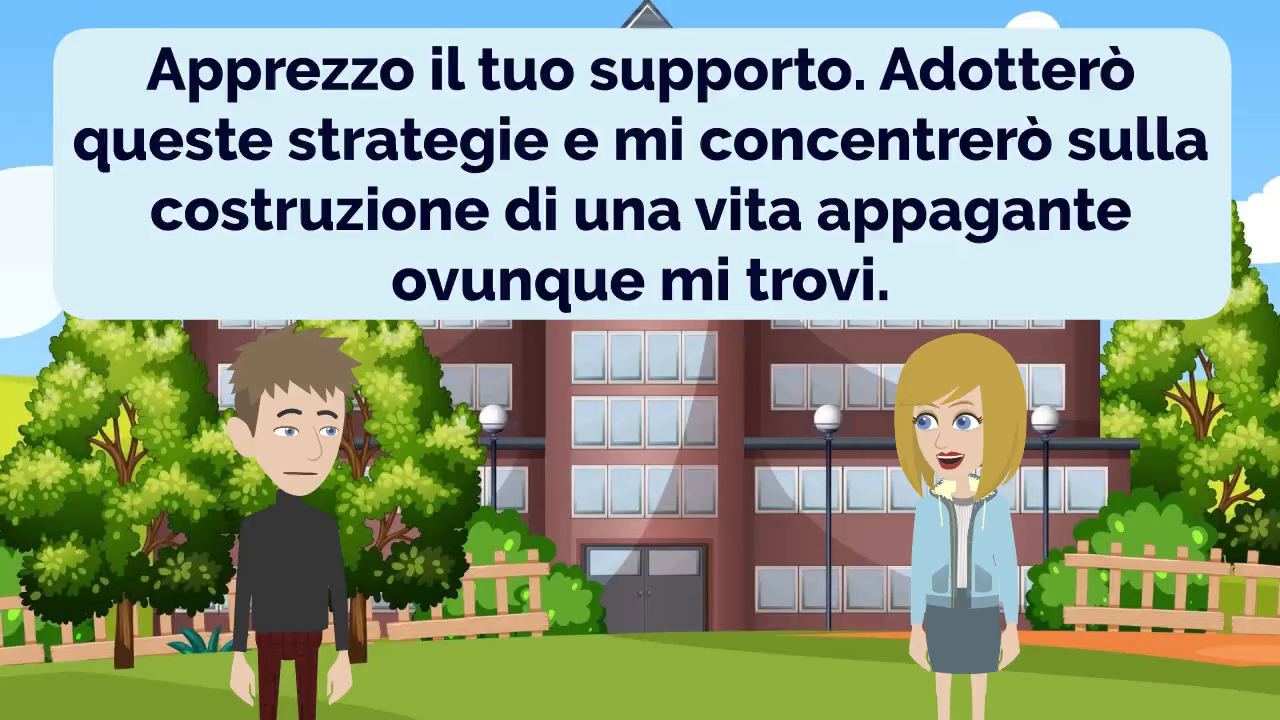 Apprezzo il tuo supporto. Adotterò
queste strategie e mi concentrerò sulla
costruzione di una vita appagante
ovunque mi trovi.